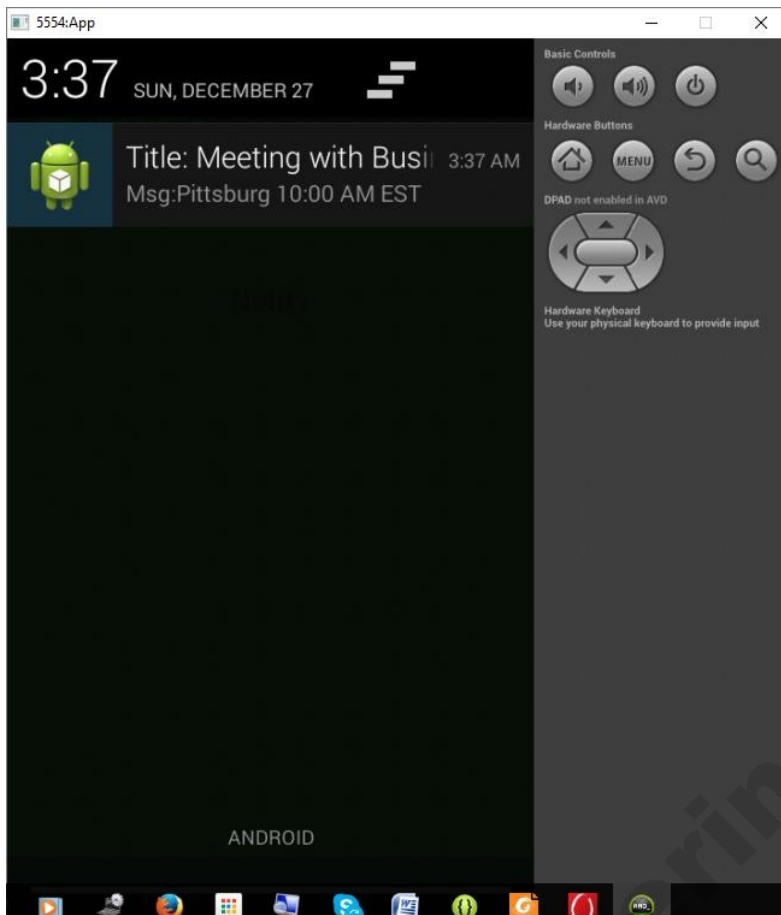 5554:App
3:37 SUN, DECEMBER 27
Title: Meeting with Busi
3:37 AM
Msg:Pittsburg 10:00 AM EST
Notify
ANDROID
Basic Controls
Hardware Buttons
MENU
DPAD not enabled in AVD
Hardware Keyboard
Use your physical keyboard to provide input